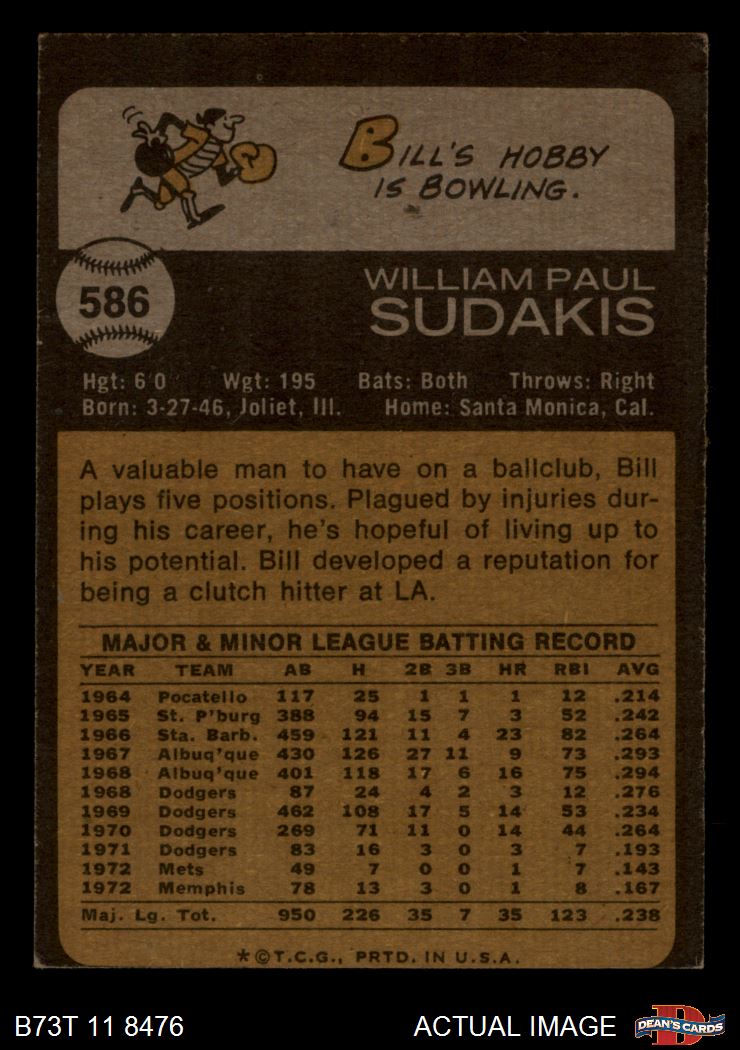 BILL'S HOBBY
IS BOWLING.
586
WILLIAM PAUL
SUDAKIS
Hgt: 6 0 Wgt: 195 Bats: Both Throws: Right
Born: 3-27-46, Joliet, Ill. Home: Santa Monica, Cal.
A valuable man to have on a ballclub, Bill
plays five positions. Plagued by injuries dur-
ing his career, he's hopeful of living up to
his potential. Bill developed a reputation for
being a clutch hitter at LA.
MAJOR & MINOR LEAGUE BATTING RECORD
YEAR TEAM AB H 2B 3B HR RBI AVG
1964 Pocatello 117 25 1 1 1 12 .214
1965 St. P'burg 388 94 15 7 3 52 .242
1966 Sta. Barb. 459 121 11 4 23 82 .264
1967 Albuq'que 430 126 27 11 9 73 .293
1968 Albuq'que 401 118 17 6 16 75 .294
1968 Dodgers 87 24 4 2 3 12 .276
1969 Dodgers 462 108 17 5 14 53 .234
1970 Dodgers 269 71 11 0 14 44 .264
1971 Dodgers 83 16 3 0 3 7 .193
1972 Mets 49 7 0 0 1 7 .143
1972 Memphis 78 13 3 0 1 8 .167
Maj. Lg. Tot. 950 226 35 7 35 123 .238
*©T.C.G., PRTD. IN U.S.A.
B73T 11 8476 ACTUAL IMAGE D DEAN'S CARDS